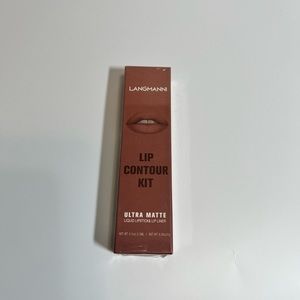 LANGMANNI
LIP
CONTOUR
KIT
ULTRA MATTE
LIQUID LIPSTICK& LIP LINER